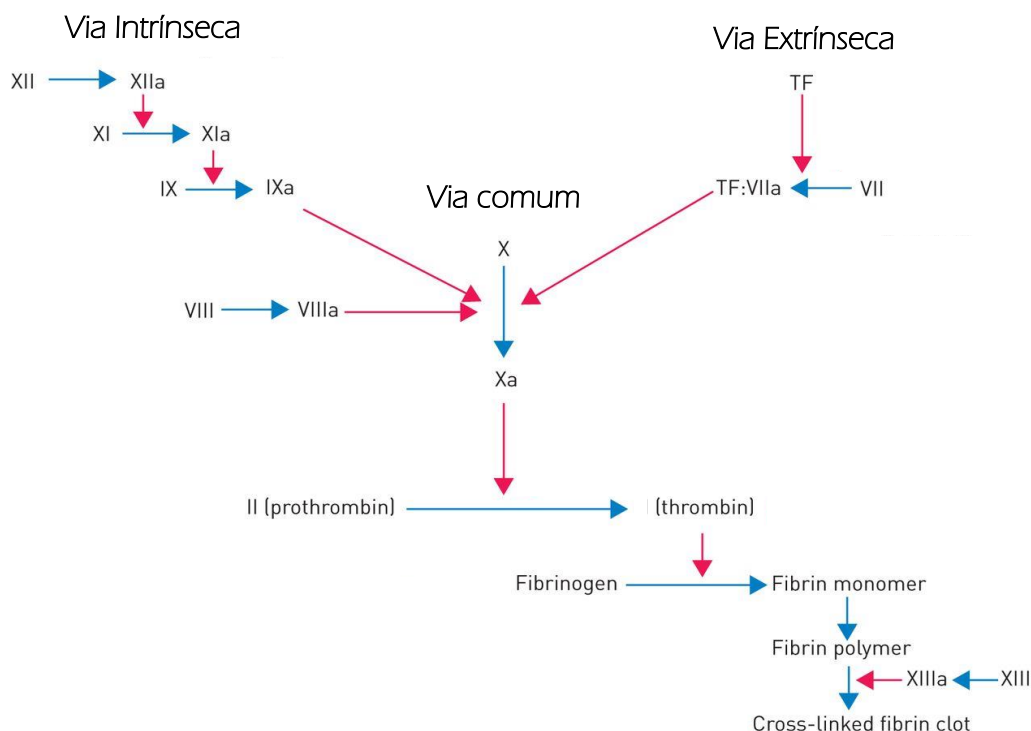 Via Intrínseca
Via Extrínseca
XII XIIa
TF
XI XIa
IX IXa
TF:VIIa VII
Via comum
X
VIII VIIIa
Xa
II (prothrombin) (thrombin)
Fibrinogen Fibrin monomer
Fibrin polymer
XIIIa XIII
Cross-linked fibrin clot